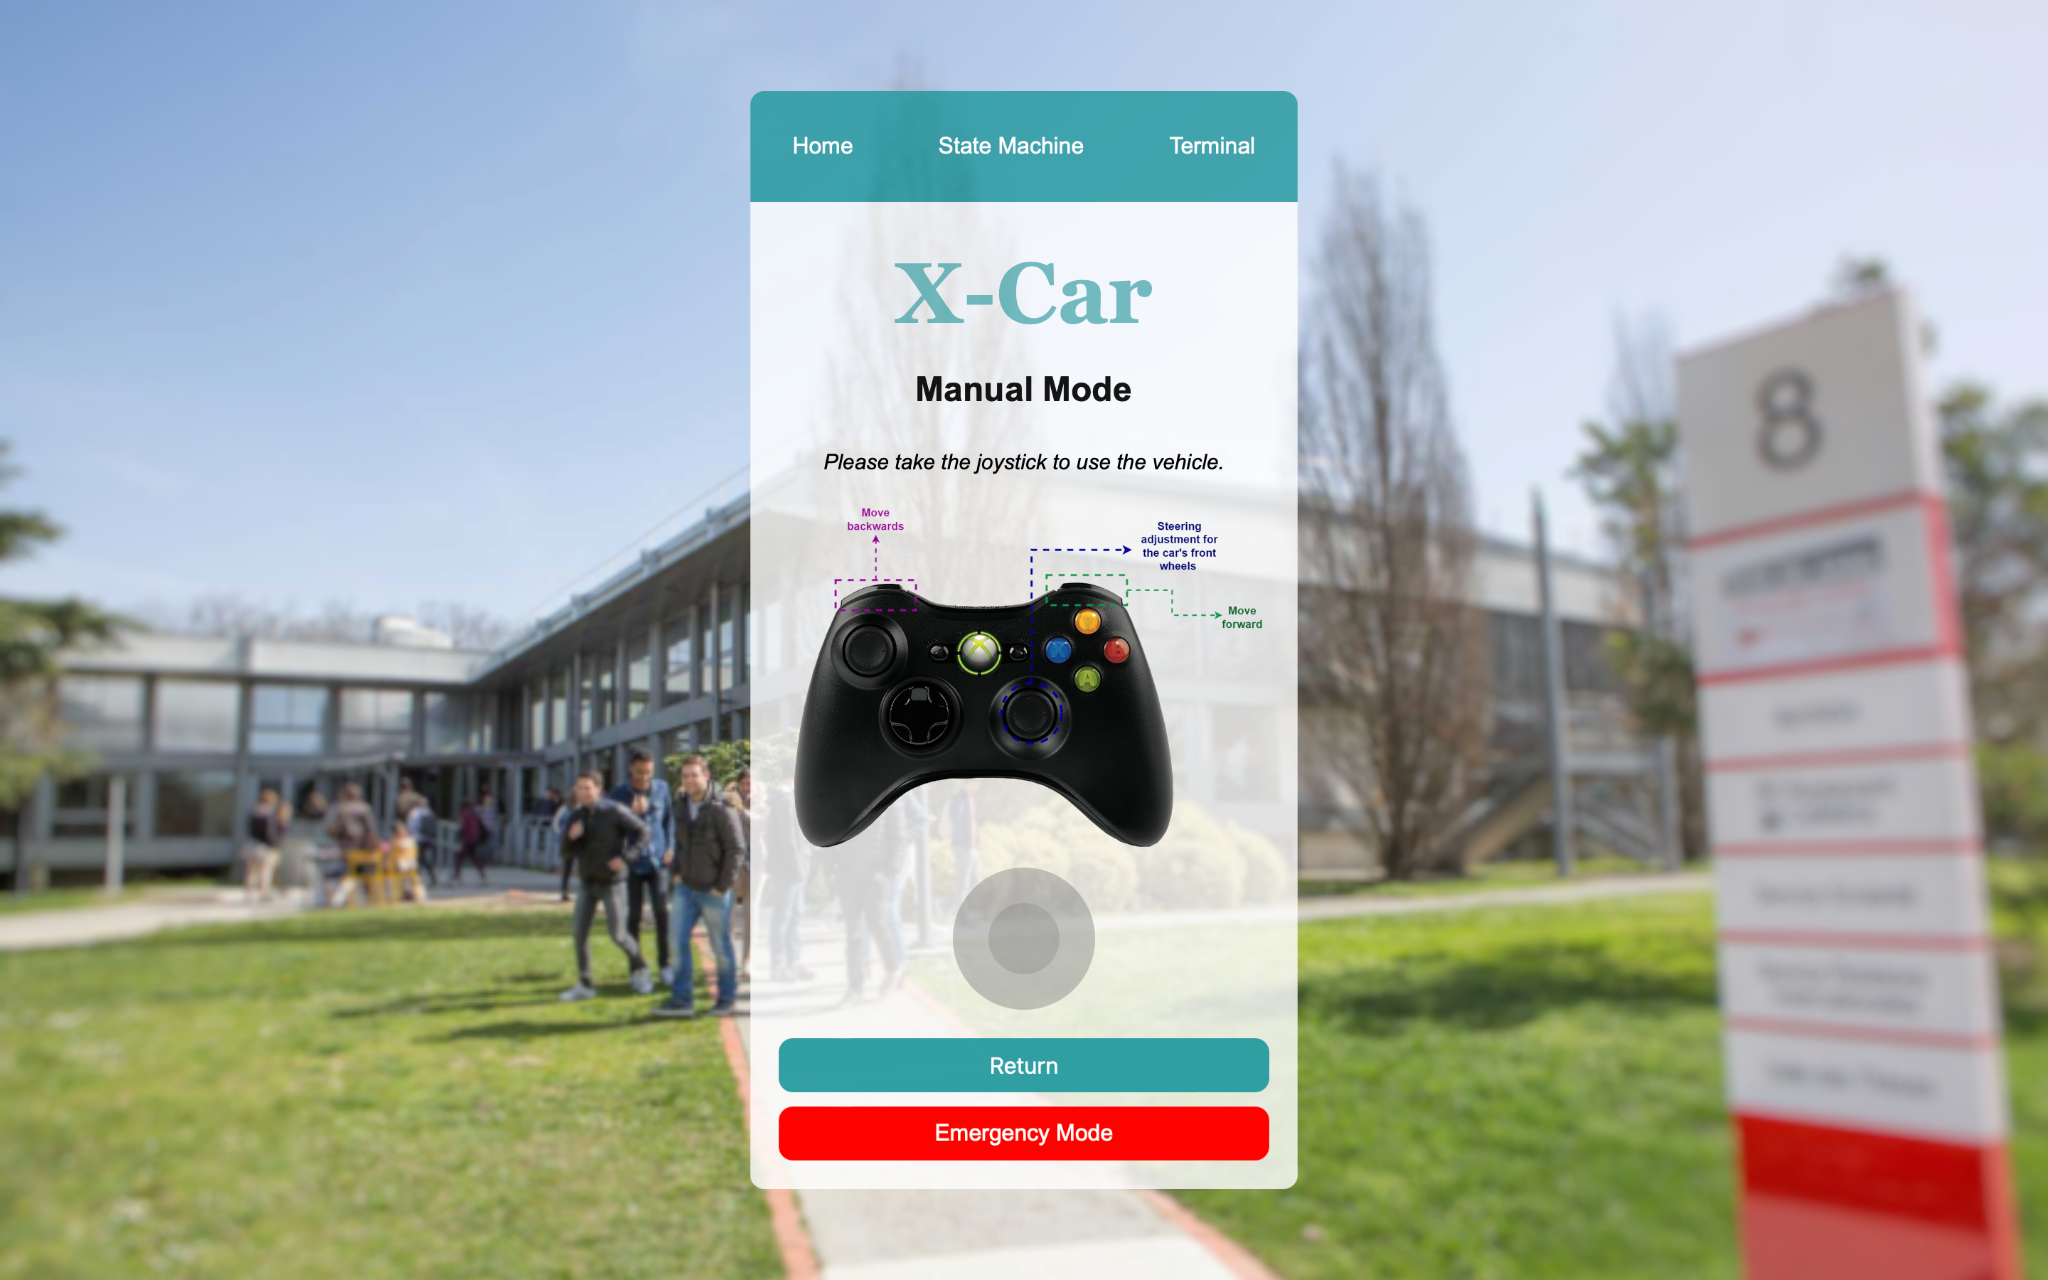 Home
State Machine
Terminal
X-Car
Manual Mode
Please take the joystick to use the vehicle.
Move
backwards
Steering
adjustment for
the car's front
wheels
Move
forward
Y
X
B
A
8
Return
Emergency Mode